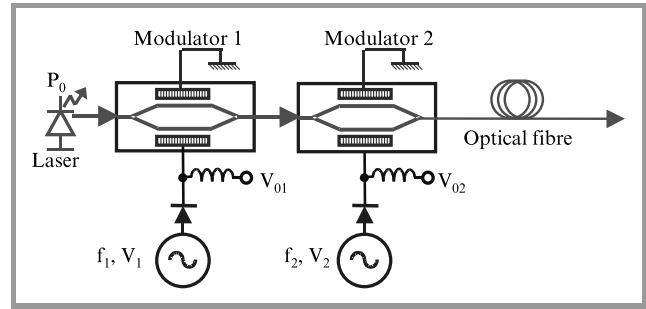 Modulator 1
Modulator 2
P0
Laser
Optical fibre
V01
V02
f1, V1
f2, V2